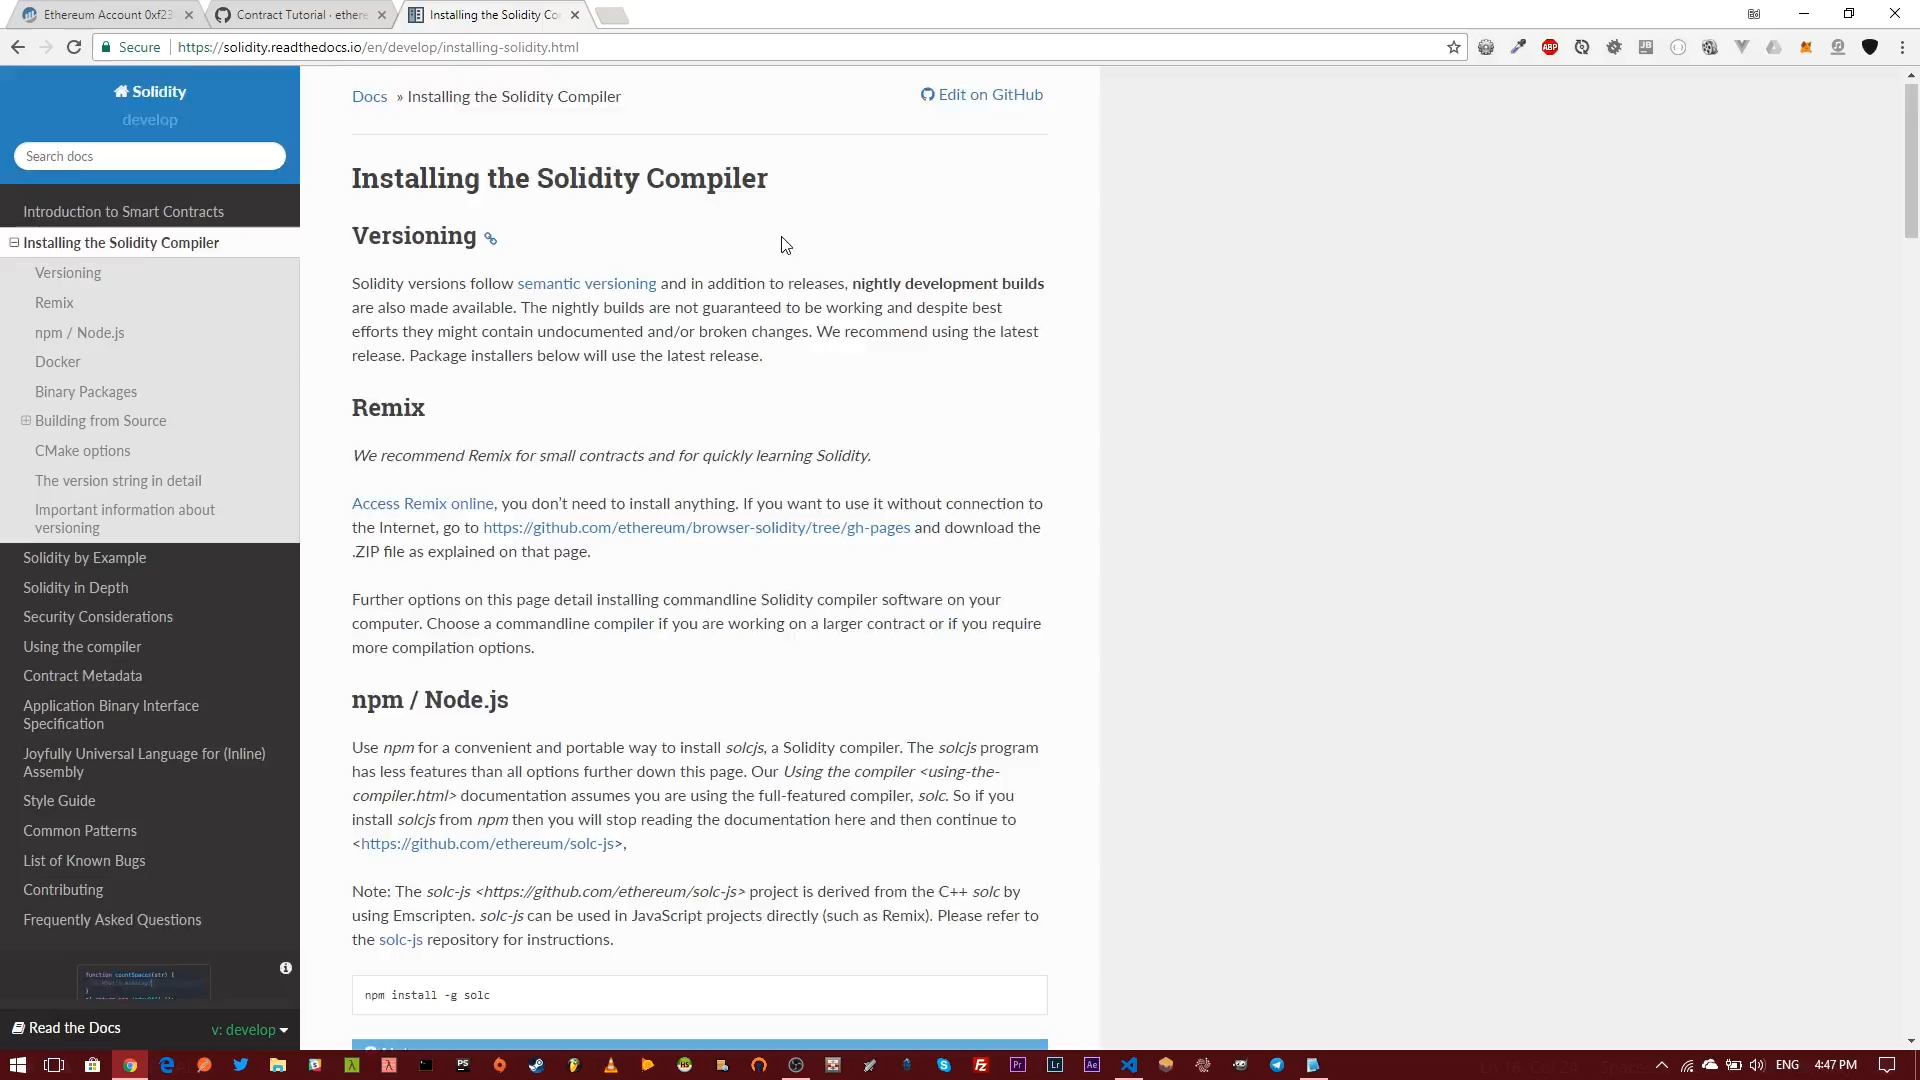 Ethereum Account 0xf23
Contract Tutorial · ethere
Installing the Solidity Co
Secure
https://solidity.readthedocs.io/en/develop/installing-solidity.html
ABP
Solidity
develop
Search docs
Introduction to Smart Contracts
Installing the Solidity Compiler
Versioning
Remix
npm / Node.js
Docker
Binary Packages
Building from Source
CMake options
The version string in detail
Important information about
versioning
Solidity by Example
Solidity in Depth
Security Considerations
Using the compiler
Contract Metadata
Application Binary Interface
Specification
Joyfully Universal Language for (Inline)
Assembly
Style Guide
Common Patterns
List of Known Bugs
Contributing
Frequently Asked Questions
Read the Docs
v: develop
Docs » Installing the Solidity Compiler
Edit on GitHub
Installing the Solidity Compiler
Versioning
Solidity versions follow semantic versioning and in addition to releases, nightly development builds
are also made available. The nightly builds are not guaranteed to be working and despite best
efforts they might contain undocumented and/or broken changes. We recommend using the latest
release. Package installers below will use the latest release.
Remix
We recommend Remix for small contracts and for quickly learning Solidity.
Access Remix online, you don't need to install anything. If you want to use it without connection to
the Internet, go to https://github.com/ethereum/browser-solidity/tree/gh-pages and download the
.ZIP file as explained on that page.
Further options on this page detail installing commandline Solidity compiler software on your
computer. Choose a commandline compiler if you are working on a larger contract or if you require
more compilation options.
npm / Node.js
Use npm for a convenient and portable way to install solcjs, a Solidity compiler. The solcjs program
has less features than all options further down this page. Our Using the compiler <using-the-
compiler.html> documentation assumes you are using the full-featured compiler, solc. So if you
install solcjs from npm then you will stop reading the documentation here and then continue to
<https://github.com/ethereum/solc-js>,
Note: The solc-js <https://github.com/ethereum/solc-js> project is derived from the C++ solc by
using Emscripten. solc-js can be used in JavaScript projects directly (such as Remix). Please refer to
the solc-js repository for instructions.
npm install -g solc
ENG
4:47 PM